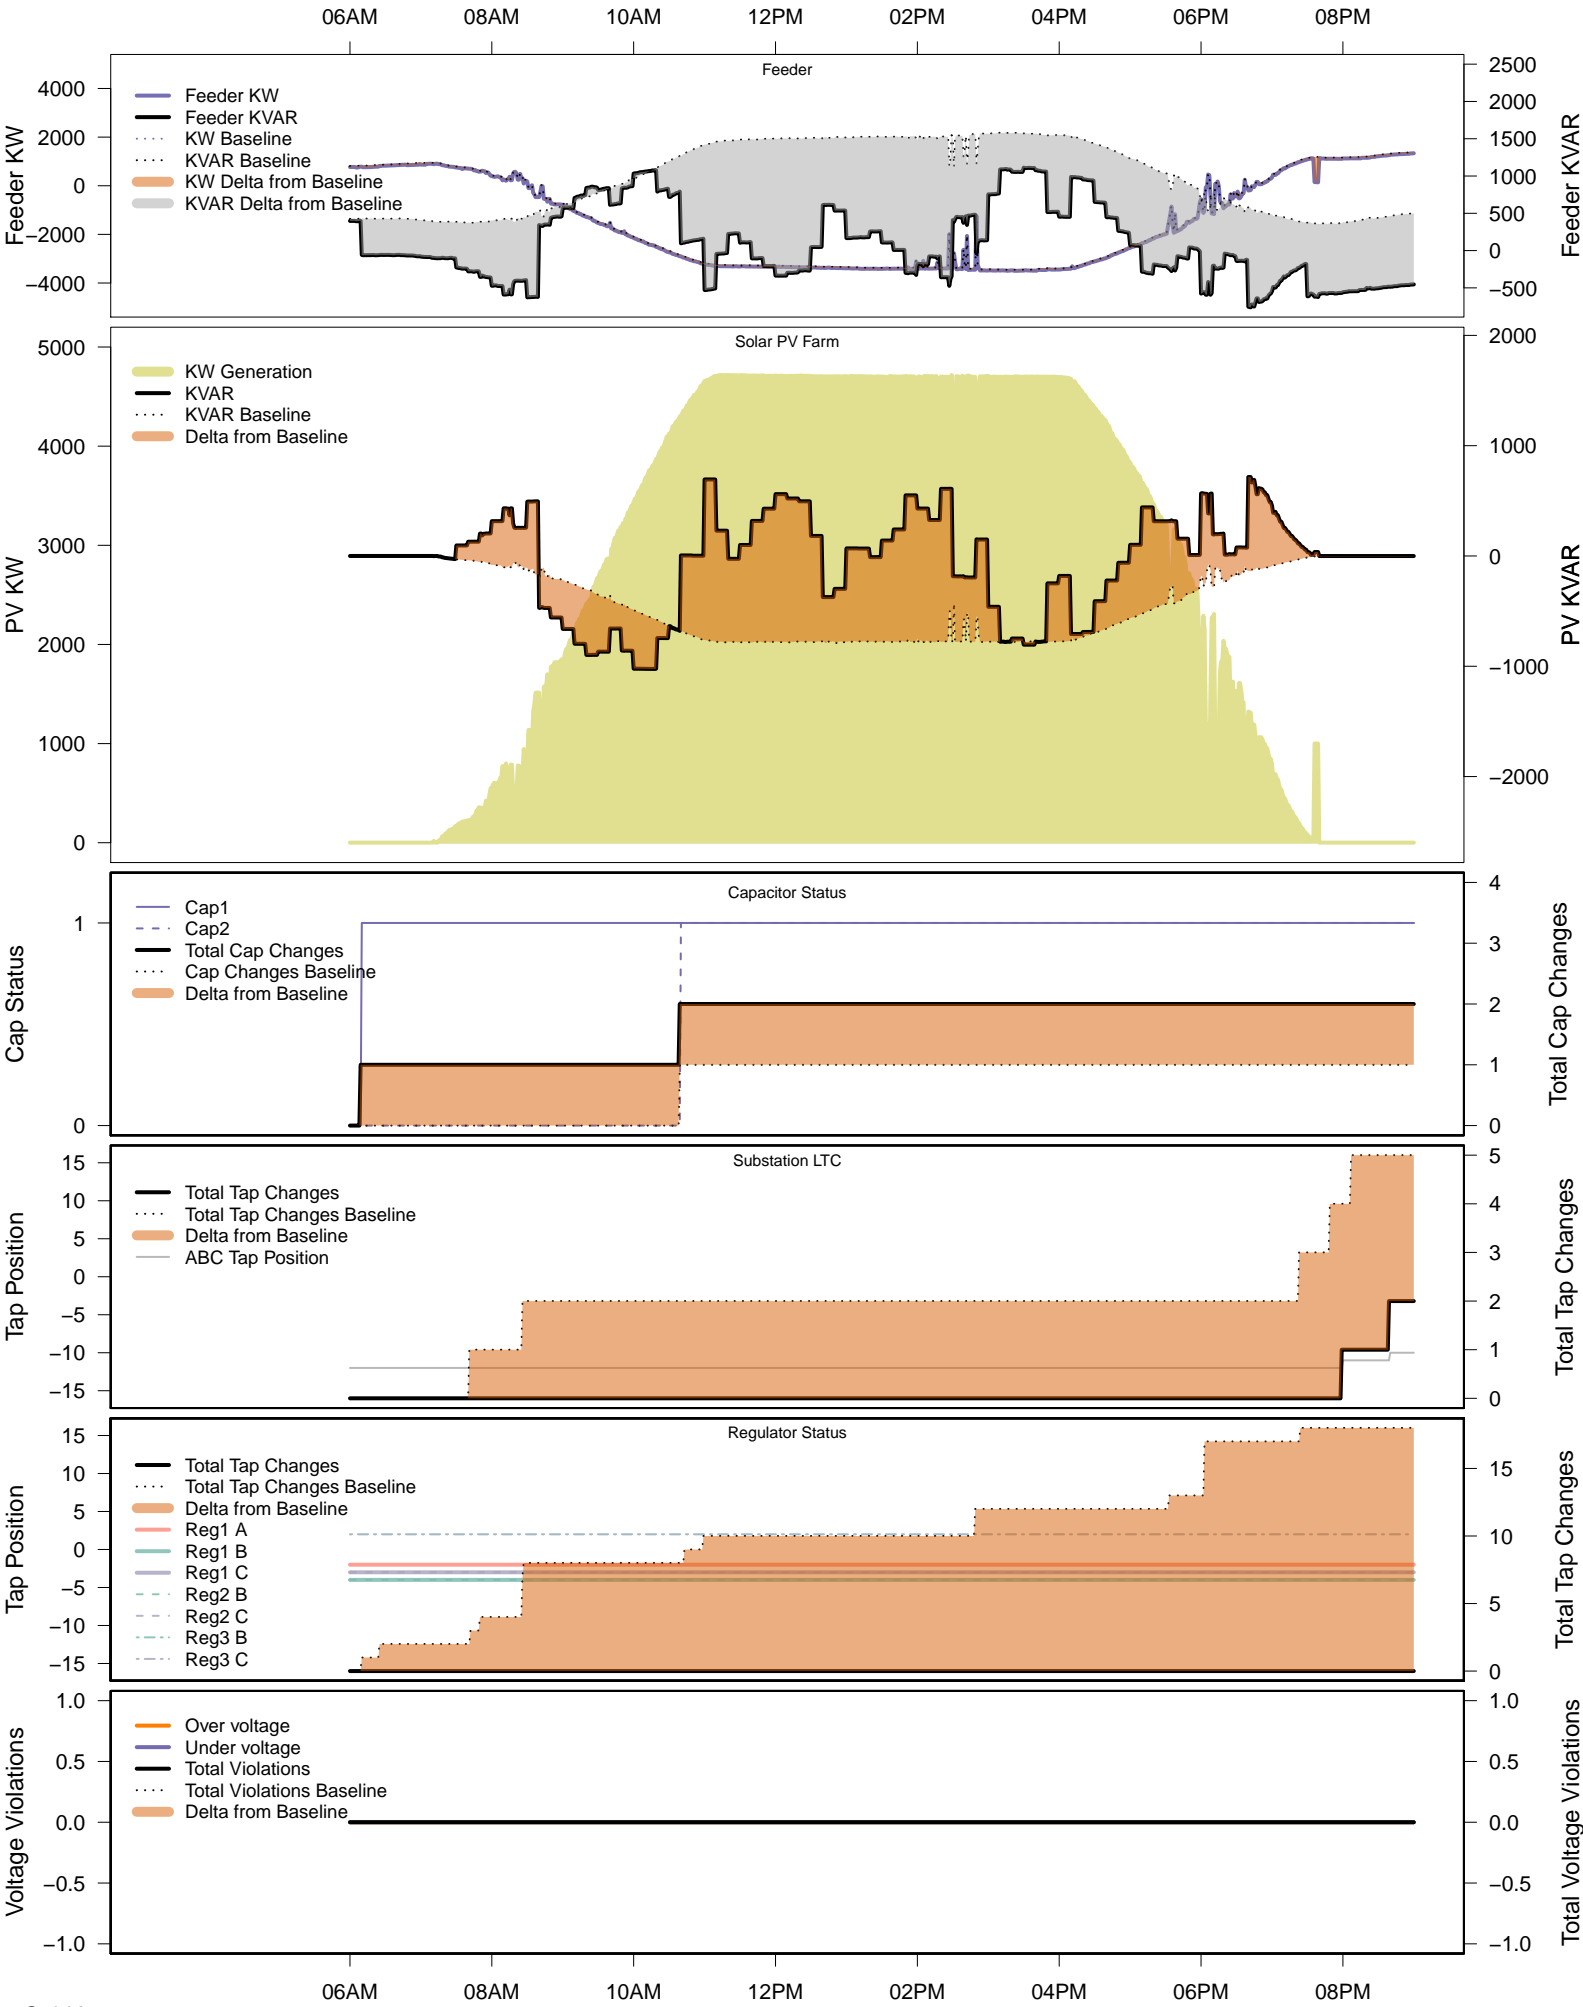 06AM 08AM 10AM 12PM 02PM 04PM 06PM 08PM
Feeder
Feeder KW
Feeder KVAR
KW Baseline
KVAR Baseline
KW Delta from Baseline
KVAR Delta from Baseline
Feeder KW
4000
2000
0
−2000
−4000
2500
2000
1500
1000
500
0
−500
Feeder KVAR
Solar PV Farm
KW Generation
KVAR
KVAR Baseline
Delta from Baseline
PV KW
5000
4000
3000
2000
1000
0
2000
1000
0
−1000
−2000
PV KVAR
Capacitor Status
Cap1
Cap2
Total Cap Changes
Cap Changes Baseline
Delta from Baseline
Cap Status
1
0
4
3
2
1
0
Total Cap Changes
Substation LTC
Total Tap Changes
Total Tap Changes Baseline
Delta from Baseline
ABC Tap Position
Tap Position
15
10
5
0
−5
−10
−15
5
4
3
2
1
0
Total Tap Changes
Regulator Status
Total Tap Changes
Total Tap Changes Baseline
Delta from Baseline
Reg1 A
Reg1 B
Reg1 C
Reg2 B
Reg2 C
Reg3 B
Reg3 C
Tap Position
15
10
5
0
−5
−10
−15
15
10
5
0
Total Tap Changes
Over voltage
Under voltage
Total Violations
Total Violations Baseline
Delta from Baseline
Voltage Violations
1.0
0.5
0.0
−0.5
−1.0
1.0
0.5
0.0
−0.5
−1.0
Total Voltage Violations
06AM 08AM 10AM 12PM 02PM 04PM 06PM 08PM